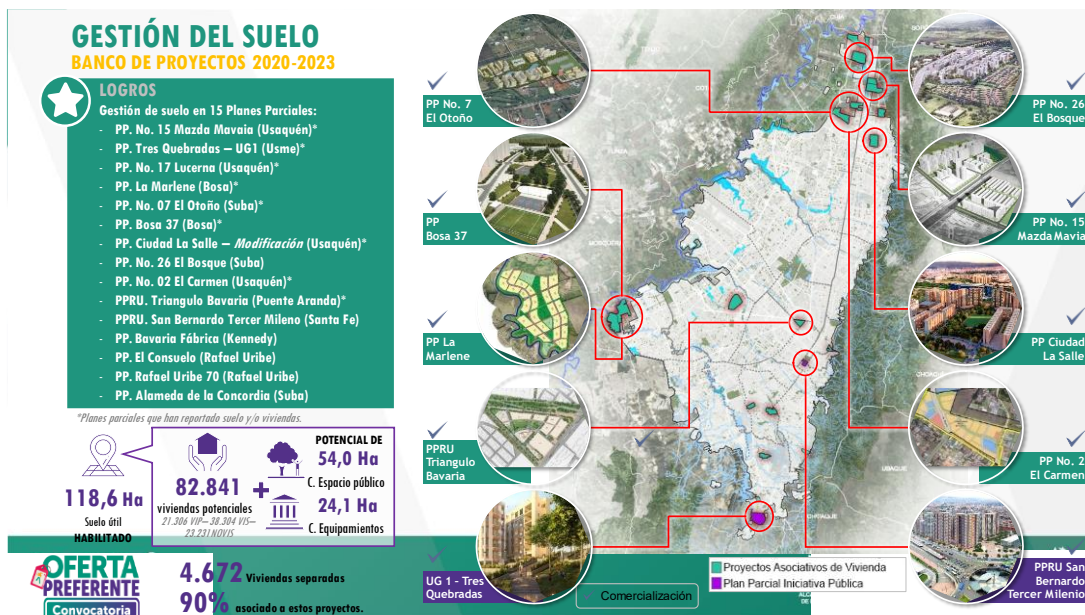 GESTIÓN DEL SUELO
BANCO DE PROYECTOS 2020-2023
LOGROS
Gestión de suelo en 15 Planes Parciales:
- PP. No. 15 Mazda Mavaia (Usaquén)*
- PP. Tres Quebradas – UG1 (Usme)*
- PP. No. 17 Lucerna (Usaquén)*
- PP. La Marlene (Bosa)*
- PP. No. 07 El Otoño (Suba)*
- PP. Bosa 37 (Bosa)*
- PP. Ciudad La Salle – Modificación (Usaquén)*
- PP. No. 26 El Bosque (Suba)
- PP. No. 02 El Carmen (Usaquén)*
- PPRU. Triangulo Bavaria (Puente Aranda)*
- PPRU. San Bernardo Tercer Mileno (Santa Fe)
- PP. Bavaria Fábrica (Kennedy)
- PP. El Consuelo (Rafael Uribe)
- PP. Rafael Uribe 70 (Rafael Uribe)
- PP. Alameda de la Concordia (Suba)
*Planes parciales que han reportado suelo y/o viviendas.
118,6 Ha
Suelo útil
HABILITADO
82.841
viviendas potenciales
21.306 VIP– 38.304 VIS–
23.231NOVIS
+
POTENCIAL DE
54,0 Ha
C. Espacio público
24,1 Ha
C. Equipamientos
OFERTA
PREFERENTE
Convocatoria
4.672 Viviendas separadas
90% asociado a estos proyectos.
PP No. 7
El Otoño
PP
Bosa 37
PP La
Marlene
PPRU
Triangulo
Bavaria
UG 1 - Tres
Quebradas
PP No. 26
El Bosque
PP No. 15
Mazda Mavia
PP Ciudad
La Salle
PP No. 2
El Carmen
PPRU San
Bernardo
Tercer Milenio
COTA
UBAQUE
CHIPAQUE
Proyectos Asociativos de Vivienda
Plan Parcial Iniciativa Pública
Comercialización